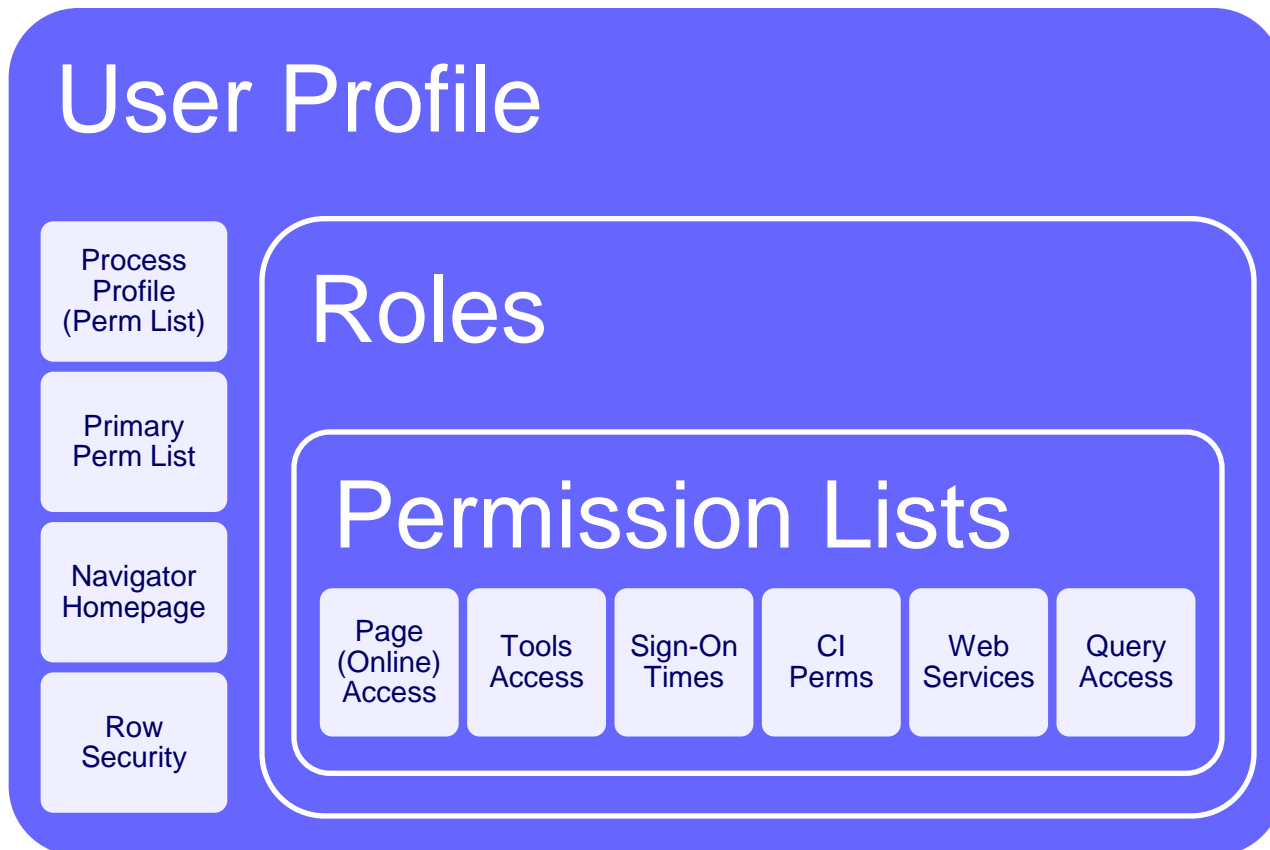 User Profile
Process
Profile
(Perm List)
Primary
Perm List
Navigator
Homepage
Row
Security
Roles
Permission Lists
Page
(Online)
Access
Tools
Access
Sign-On
Times
CI
Perms
Web
Services
Query
Access